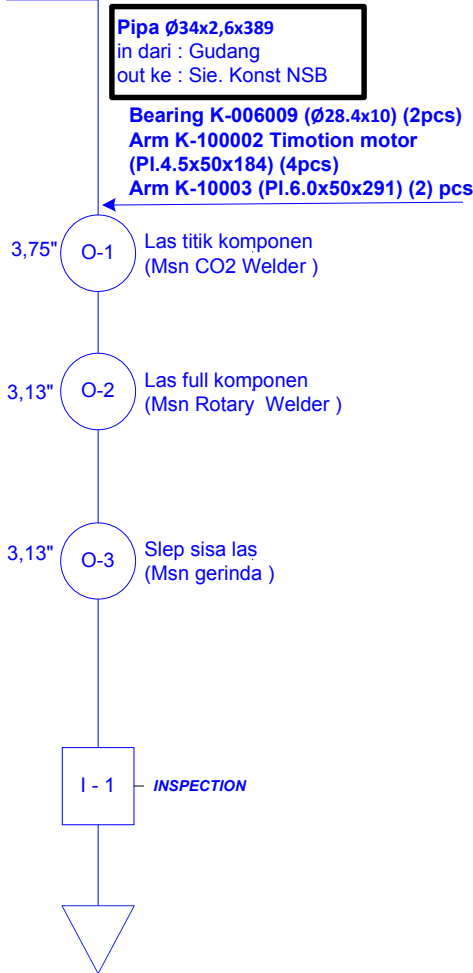 Pipa Ø34x2,6x389
in dari : Gudang
out ke : Sie. Konst NSB
Bearing K-006009 (Ø28.4x10) (2pcs)
Arm K-100002 Timotion motor
(Pl.4.5x50x184) (4pcs)
Arm K-10003 (Pl.6.0x50x291) (2) pcs
3,75" O-1 Las titik komponen
(Msn CO2 Welder )
3,13" O-2 Las full komponen
(Msn Rotary Welder )
3,13" O-3 Slep sisa las
(Msn gerinda )
I - 1 INSPECTION